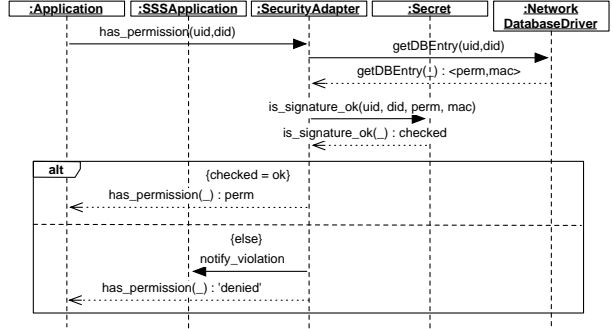 :Application :SSSApplication :SecurityAdapter :Secret :Network
DatabaseDriver
has_permission(uid,did)
getDBEntry(uid,did)
getDBEntry(_) : <perm,mac>
is_signature_ok(uid, did, perm, mac)
is_signature_ok(_) : checked
alt
{checked = ok}
has_permission(_) : perm
{else}
notify_violation
has_permission(_) : 'denied'